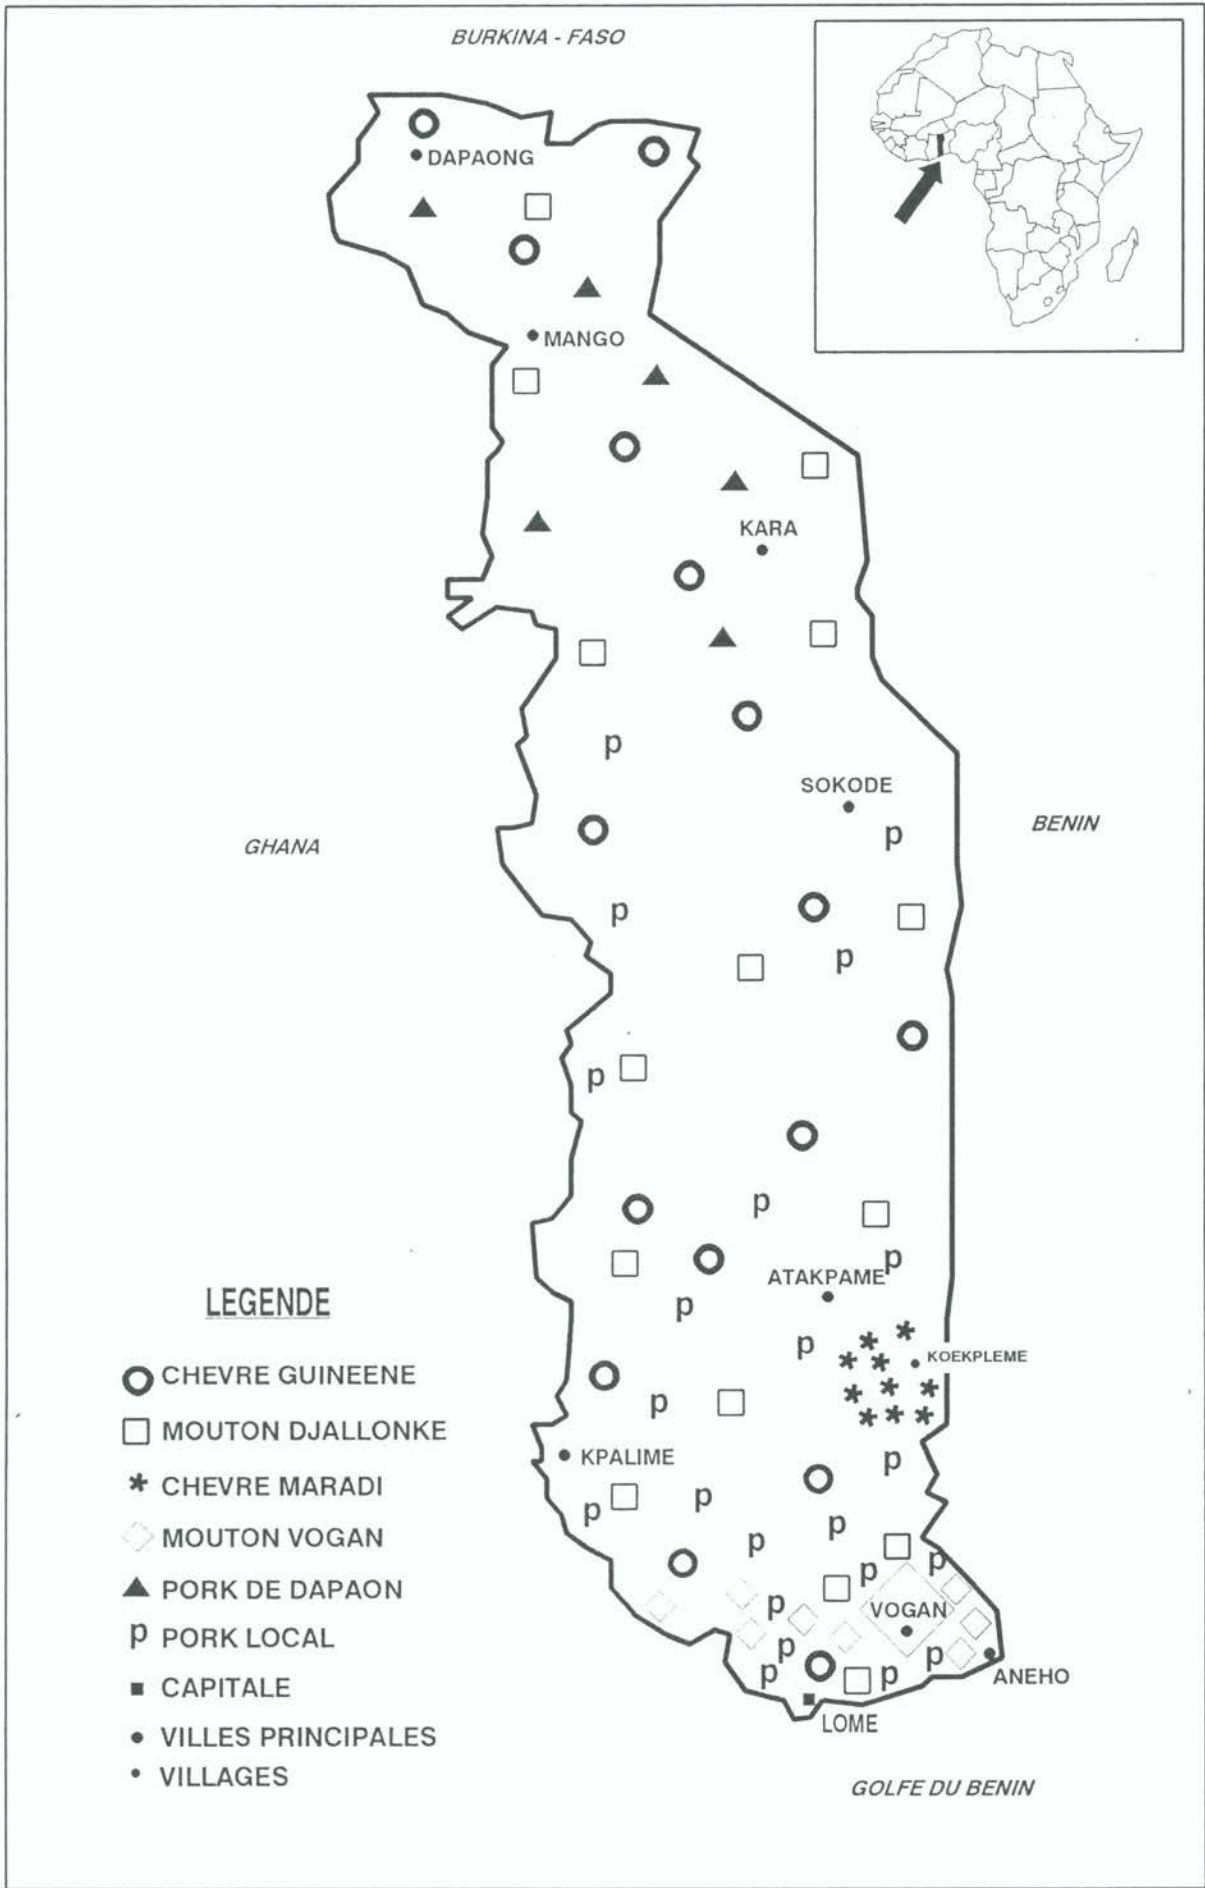 BURKINA - FASO
DAPAONG
MANGO
KARA
p
SOKODE
p
GHANA
BENIN
p
p
p
p
p
ATAKPAME
p
p
KOEKPLEME
p
p
KPALIME
p
p
p
p
p
p
p
VOGAN
p
p
p
p
p
ANEHO
LOME
GOLFE DU BENIN
LEGENDE
CHEVRE GUINEENE
MOUTON DJALLONKE
CHEVRE MARADI
MOUTON VOGAN
PORK DE DAPAON
p PORK LOCAL
CAPITALE
VILLES PRINCIPALES
VILLAGES